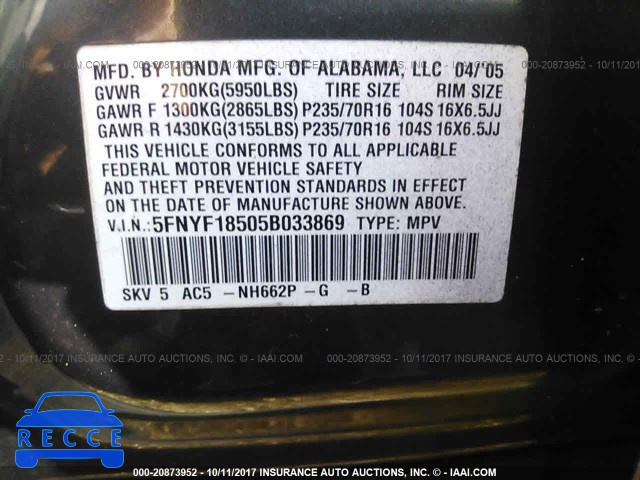 MFD. BY HONDA MFG. OF ALABAMA, LLC 04/05
GVWR 2700KG(5950LBS) TIRE SIZE RIM SIZE
GAWR F 1300KG(2865LBS) P235/70R16 104S 16X6.5JJ
GAWR R 1430KG(3155LBS) P235/70R16 104S 16X6.5JJ
THIS VEHICLE CONFORMS TO ALL APPLICABLE
FEDERAL MOTOR VEHICLE SAFETY
AND THEFT PREVENTION STANDARDS IN EFFECT
ON THE DATE OF MANUFACTURE SHOWN ABOVE.
V.I.N.: 5FNYF18505B033869 TYPE: MPV
SKV 5 AC5 -NH662P -G -B
000-20873952 - 10/11/2017 INSURANCE AUTO AUCTIONS, INC. - © IAAI.COM
RECCE
000-20873952 - 10/11/2017 INSURANCE AUTO AUCTIONS, INC. - © IAAI.COM